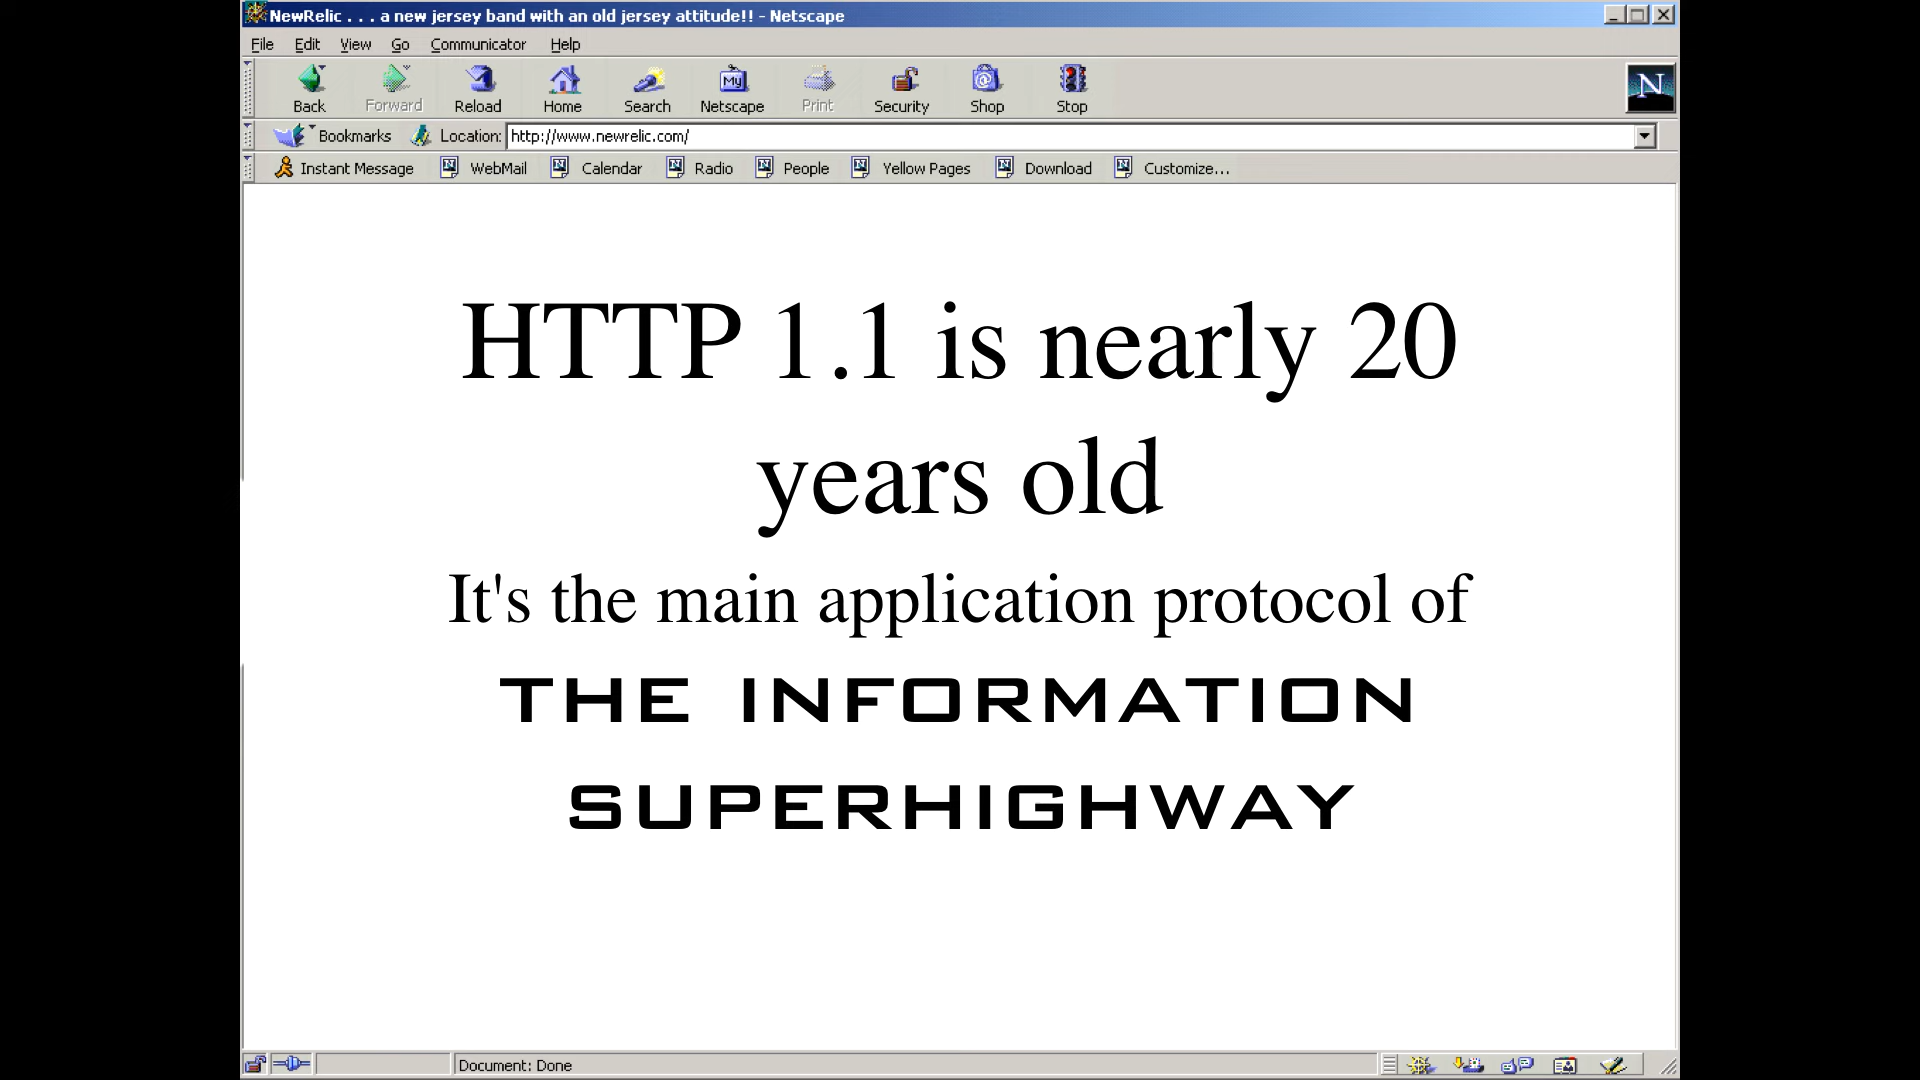 NewRelic . . . a new jersey band with an old jersey attitude!! - Netscape
File Edit View Go Communicator Help
My N
Back Forward Reload Home Search Netscape Print Security Shop Stop
Bookmarks Location: http://www.newrelic.com/
Instant Message WebMail Calendar Radio People Yellow Pages Download Customize...
HTTP 1.1 is nearly 20
years old
It's the main application protocol of
THE INFORMATION
SUPERHIGHWAY
Document: Done